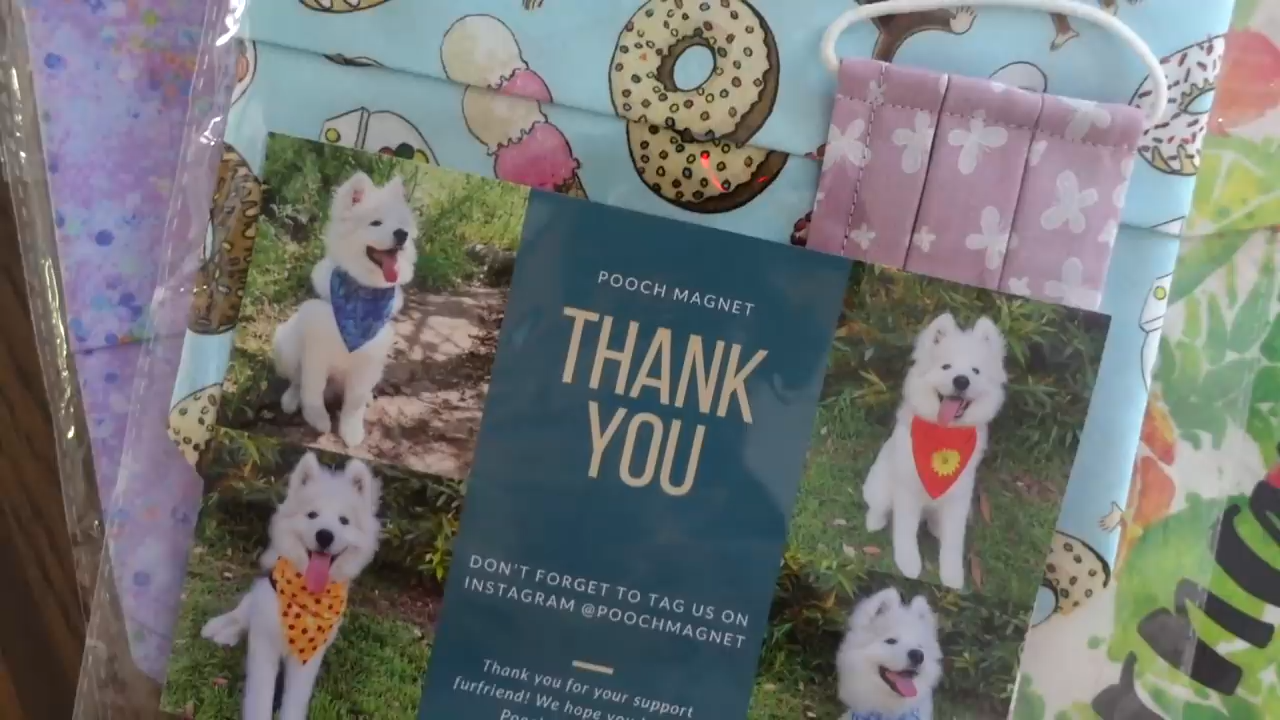 POOCH MAGNET
THANK
YOU
DON'T FORGET TO TAG US ON
INSTAGRAM @POOCHMAGNET
Thank you for your support
furfriend! We hope you